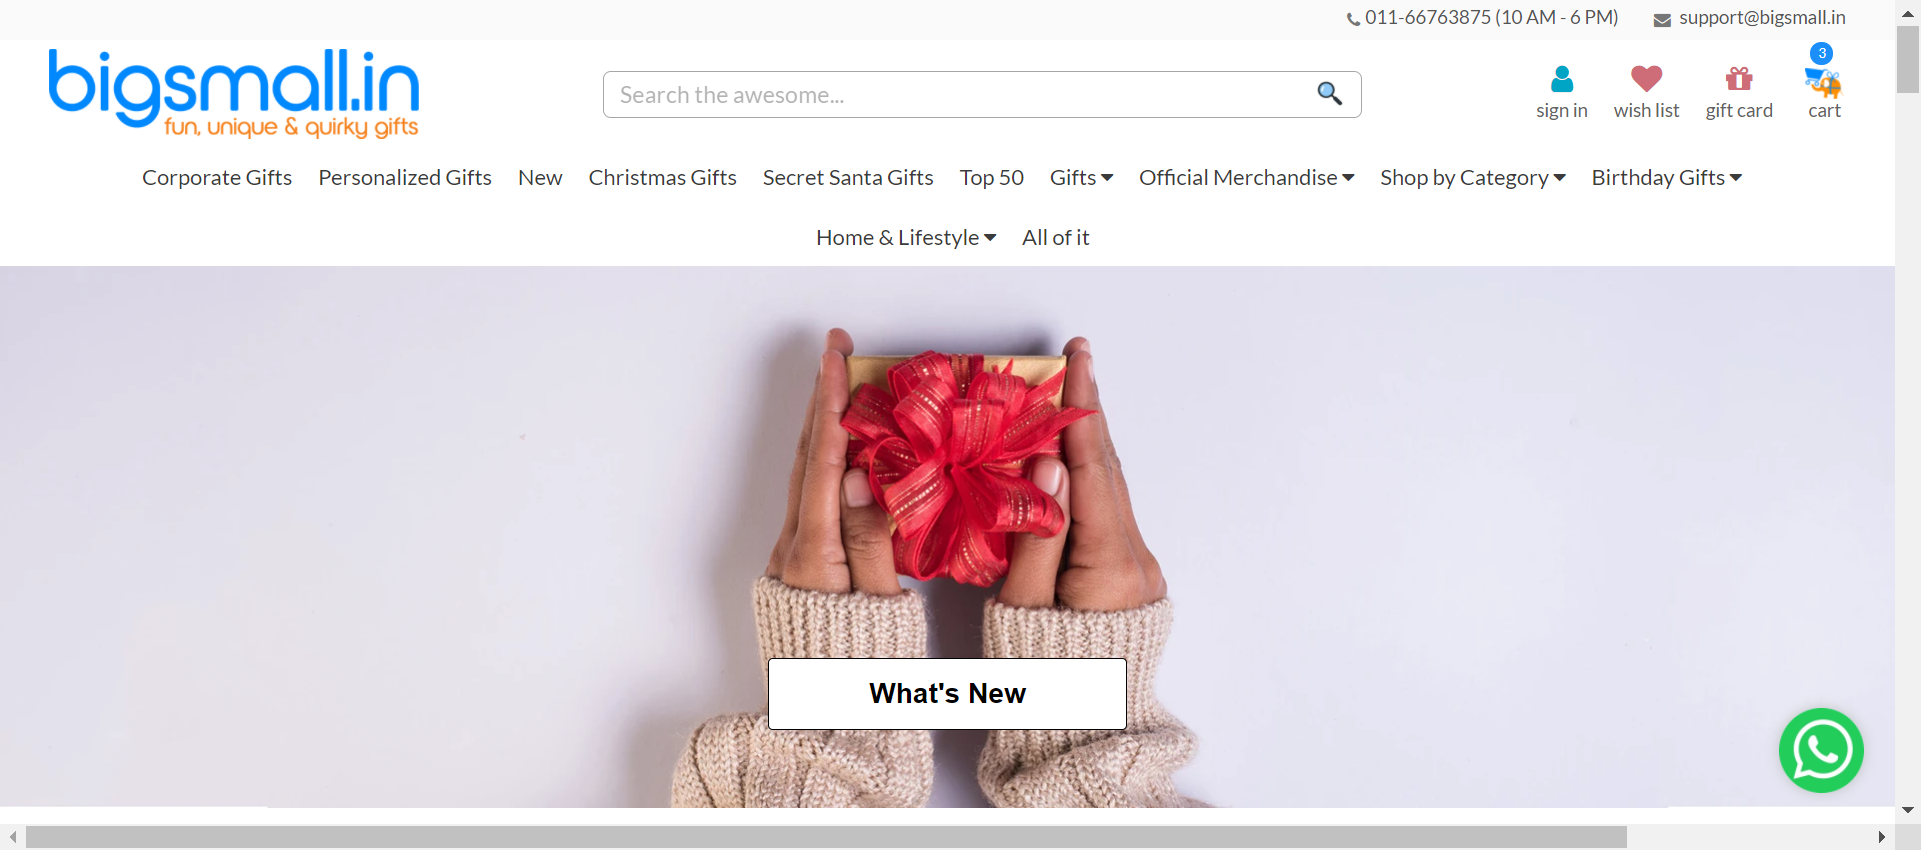 011-66763875 (10 AM - 6 PM) support@bigsmall.in
bigsmall.in
fun, unique & quirky gifts
Search the awesome...
3
sign in wish list gift card cart
Corporate Gifts Personalized Gifts New Christmas Gifts Secret Santa Gifts Top 50 Gifts Official Merchandise Shop by Category Birthday Gifts
Home & Lifestyle All of it
What's New